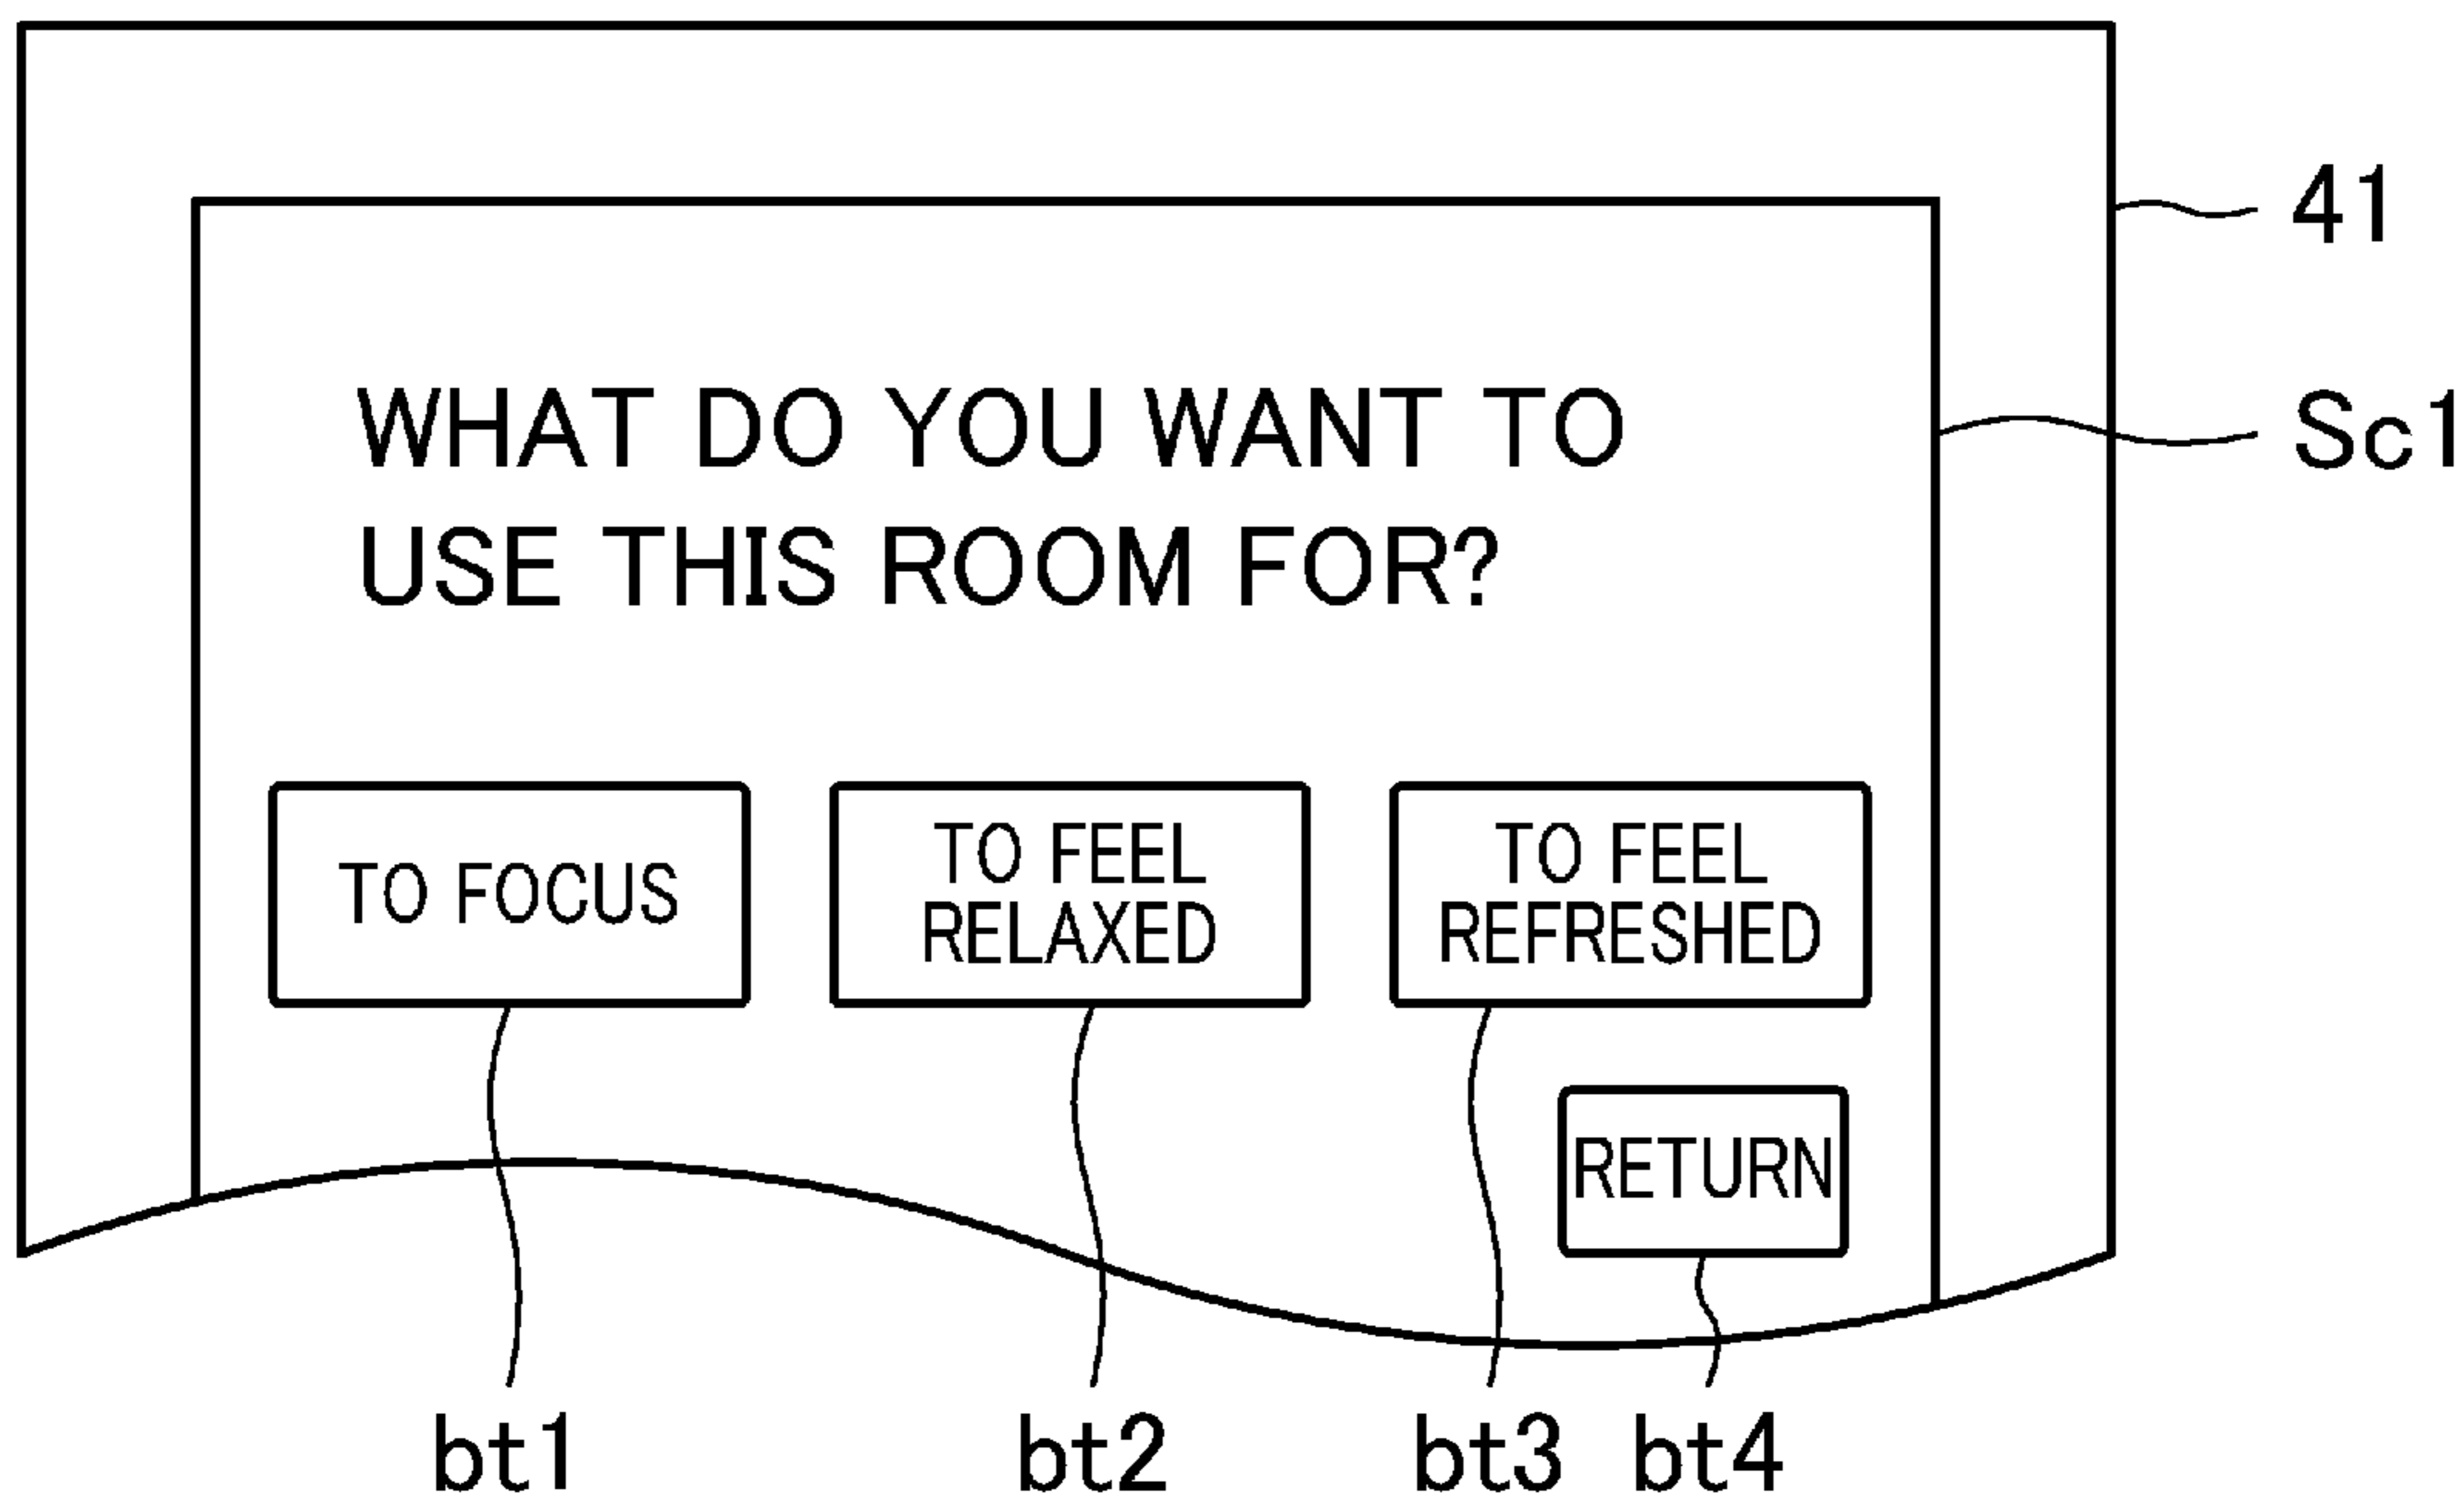 41
Sc1
WHAT DO YOU WANT TO
USE THIS ROOM FOR?
TO FOCUS
TO FEEL
RELAXED
TO FEEL
REFRESHED
RETURN
bt1
bt2
bt3
bt4